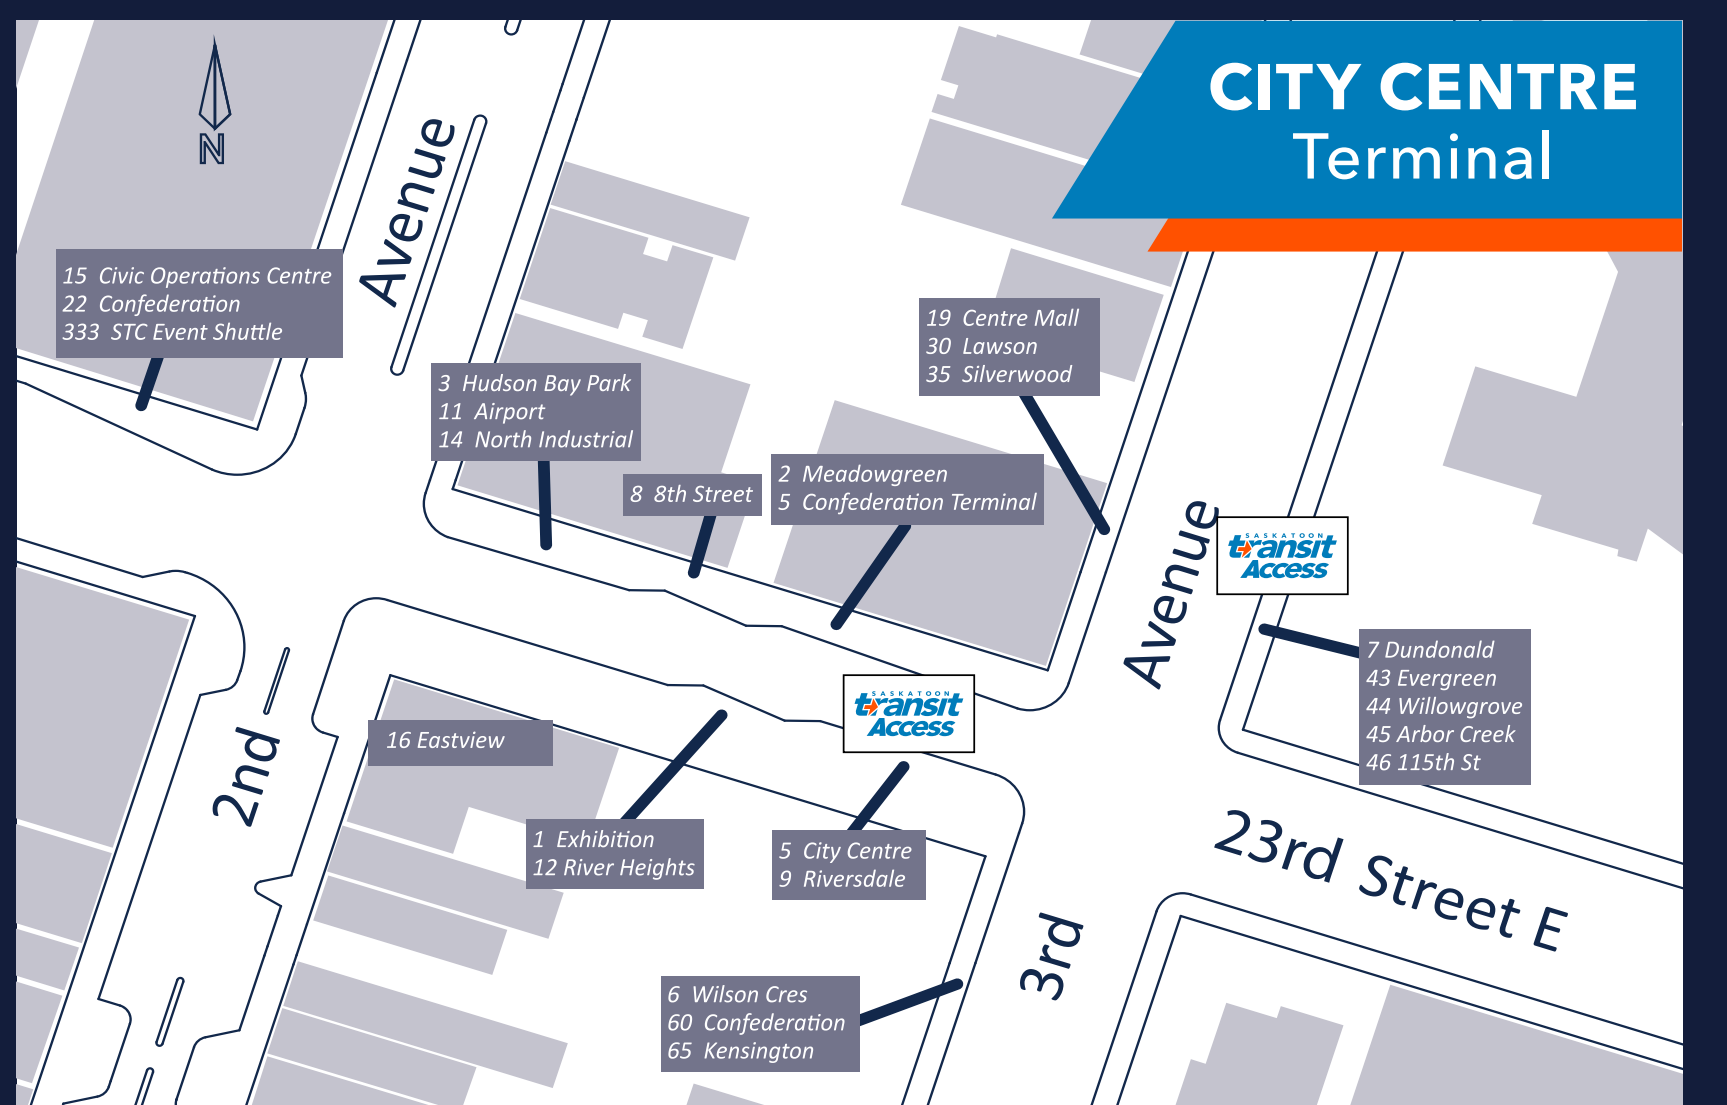 CITY CENTRE
Terminal
N
Avenue
15 Civic Operations Centre
22 Confederation
333 STC Event Shuttle
19 Centre Mall
30 Lawson
35 Silverwood
3 Hudson Bay Park
11 Airport
14 North Industrial
8 8th Street
2 Meadowgreen
5 Confederation Terminal
Avenue
SASKATOON
transit
Access
7 Dundonald
43 Evergreen
44 Willowgrove
45 Arbor Creek
46 115th St
SASKATOON
transit
Access
2nd
16 Eastview
1 Exhibition
12 River Heights
5 City Centre
9 Riversdale
23rd Street E
3rd
6 Wilson Cres
60 Confederation
65 Kensington